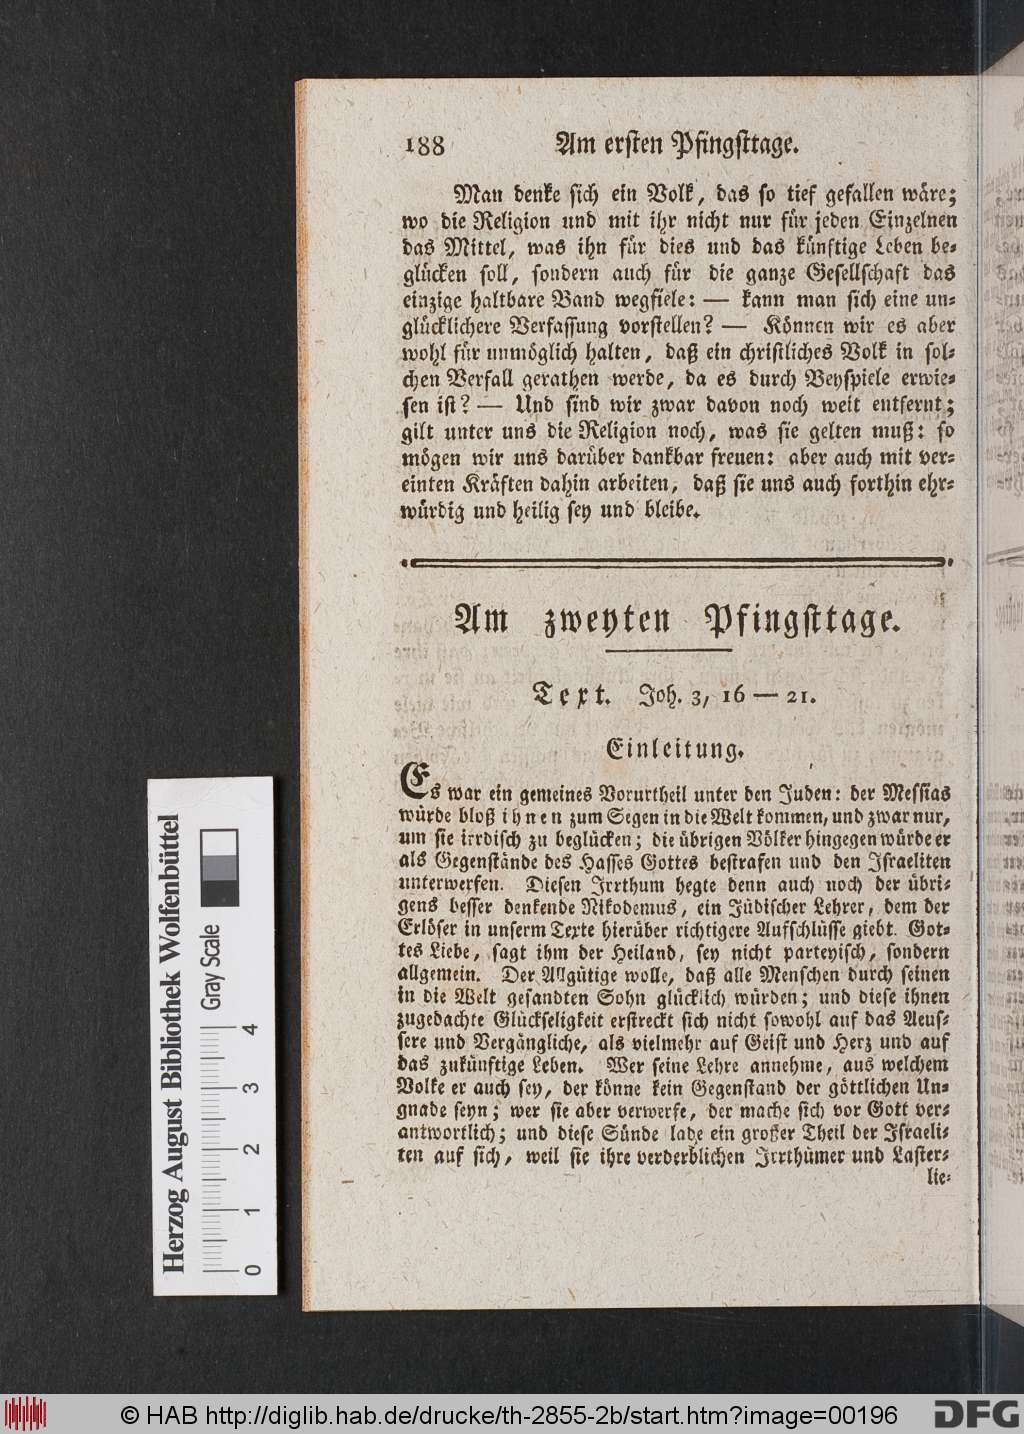 188 Am ersten Pfingsttage.
Man denke sich ein Volk, das so tief gefallen wäre;
wo die Religion und mit ihr nicht nur für jeden Einzelnen
das Mittel, was ihn für dies und das künftige Leben be-
glücken soll, sondern auch für die ganze Gesellschaft das
einzige haltbare Band wegfiele: — kann man sich eine un-
glücklichere Verfassung vorstellen? — Können wir es aber
wohl für unmöglich halten, daß ein christliches Volk in sol-
chen Verfall gerathen werde, da es durch Beyspiele erwie-
sen ist? — Und sind wir zwar davon noch weit entfernt;
gilt unter uns die Religion noch, was sie gelten muß: so
mögen wir uns darüber dankbar freuen: aber auch mit ver-
einten Kräften dahin arbeiten, daß sie uns auch forthin ehr-
würdig und heilig sey und bleibe.
Am zweyten Pfingsttage.
Text. Joh. 3, 16 — 21.
Einleitung.
Es war ein gemeines Vorurtheil unter den Juden: der Messias
würde bloß ihnen zum Segen in die Welt kommen, und zwar nur,
um sie irrdisch zu beglücken; die übrigen Völker hingegen würde er
als Gegenstände des Hasses Gottes bestrafen und den Israeliten
unterwerfen. Diesen Irrthum hegte denn auch noch der übri-
gens besser denkende Nikodemus, ein Jüdischer Lehrer, dem der
Erlöser in unserm Texte hierüber richtigere Aufschlüsse giebt. Got-
tes Liebe, sagt ihm der Heiland, sey nicht parteyisch, sondern
allgemein. Der Allgütige wolle, daß alle Menschen durch seinen
in die Welt gesandten Sohn glücklich würden; und diese ihnen
zugedachte Glückseligkeit erstreckt sich nicht sowohl auf das Aeus-
sere und Vergängliche, als vielmehr auf Geist und Herz und auf
das zukünftige Leben. Wer seine Lehre annehme, aus welchem
Volke er auch sey, der könne kein Gegenstand der göttlichen Un-
gnade seyn; wer sie aber verwerfe, der mache sich vor Gott ver-
antwortlich; und diese Sünde lade ein großer Theil der Israeli-
ten auf sich, weil sie ihre verderblichen Irrthümer und Laster-
lie-
Herzog August Bibliothek Wolfenbüttel
Gray Scale
0 1 2 3 4
© HAB http://diglib.hab.de/drucke/th-2855-2b/start.htm?image=00196
DFG